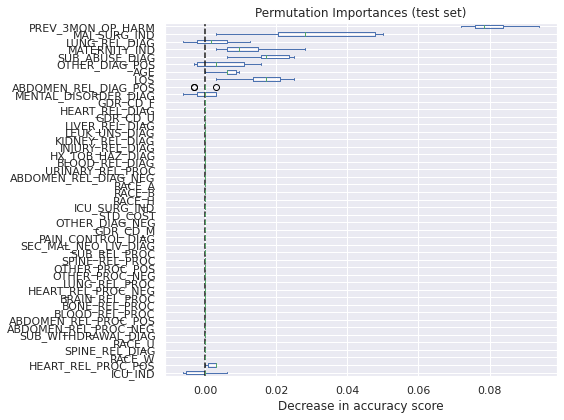 Permutation Importances (test set)
PREV_3MON_OP_HARM
MAJ_SURG_IND
LUNG_REL_DIAG
MATERNITY_IND
SUB_ABUSE_DIAG
OTHER_DIAG_POS
AGE
LOS
ABDOMEN_REL_DIAG_POS
MENTAL_DISORDER_DIAG
GDR_CD_F
HEART_REL_DIAG
GDR_CD_U
LIVER_REL_DIAG
LEUK_UNS_DIAG
KIDNEY_REL_DIAG
INJURY_REL_DIAG
HX_TOB_HAZ_DIAG
BLOOD_REL_DIAG
URINARY_REL_PROC
ABDOMEN_REL_DIAG_NEG
RACE_A
RACE_B
RACE_H
ICU_SURG_IND
STD_COST
OTHER_DIAG_NEG
GDR_CD_M
PAIN_CONTROL_DIAG
SEC_MAL_NEO_LIV_DIAG
SUB_REL_PROC
SPINE_REL_PROC
OTHER_PROC_POS
OTHER_PROC_NEG
LUNG_REL_PROC
HEART_REL_PROC_NEG
BRAIN_REL_PROC
BONE_REL_PROC
BLOOD_REL_PROC
ABDOMEN_REL_PROC_POS
ABDOMEN_REL_PROC_NEG
SUB_WITHDRAWAL_DIAG
RACE_U
SPINE_REL_DIAG
RACE_W
HEART_REL_PROC_POS
ICU_IND
0.00 0.02 0.04 0.06 0.08
Decrease in accuracy score